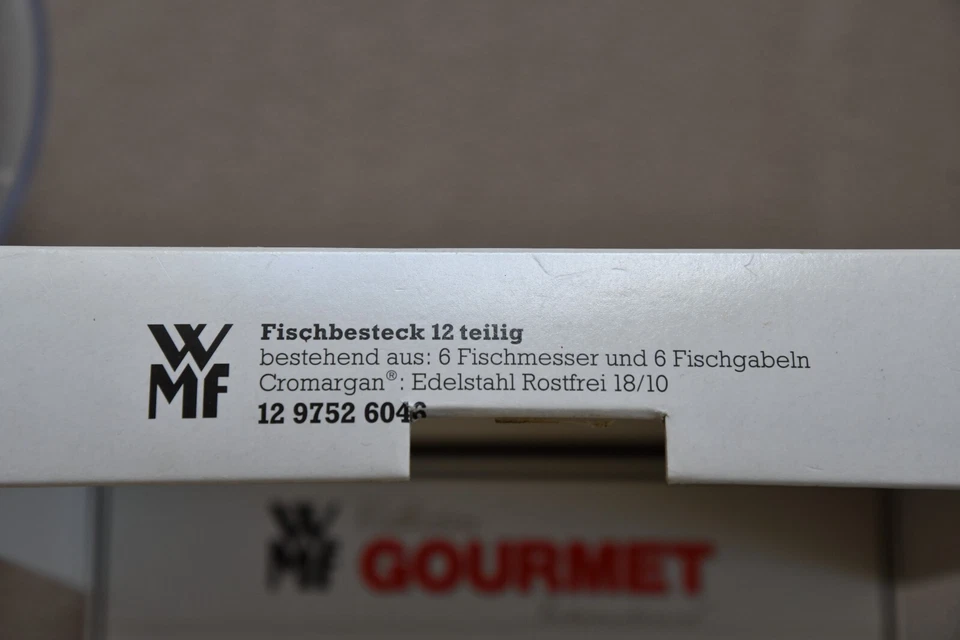 WMF
Fischbesteck 12 teilig
bestehend aus: 6 Fischmesser und 6 Fischgabeln
Cromargan®: Edelstahl Rostfrei 18/10
12 9752 6046
WMF
GOURMET